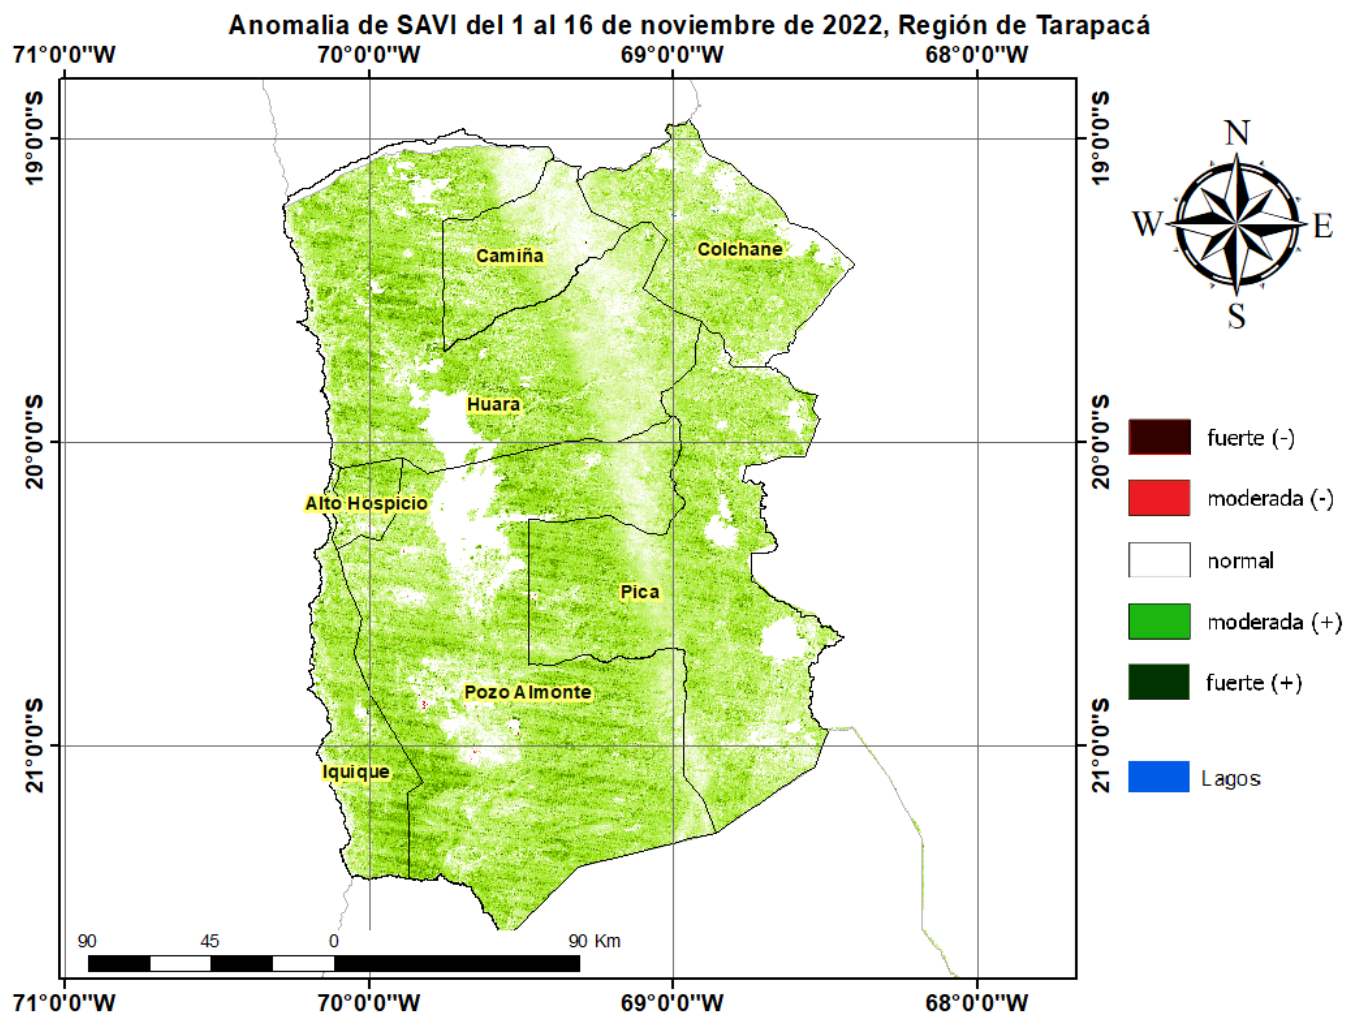 Anomalia de SAVI del 1 al 16 de noviembre de 2022, Región de Tarapacá
71°0'0"W 70°0'0"W 69°0'0"W 68°0'0"W
19°0'0"S 19°0'0"S
N
W E
S
Camiña
Colchane
Huara
20°0'0"S 20°0'0"S
fuerte (-)
moderada (-)
Alto Hospicio
normal
Pica
moderada (+)
Pozo Almonte
fuerte (+)
21°0'0"S 21°0'0"S
Iquique
Lagos
90 45 0 90 Km
71°0'0"W 70°0'0"W 69°0'0"W 68°0'0"W